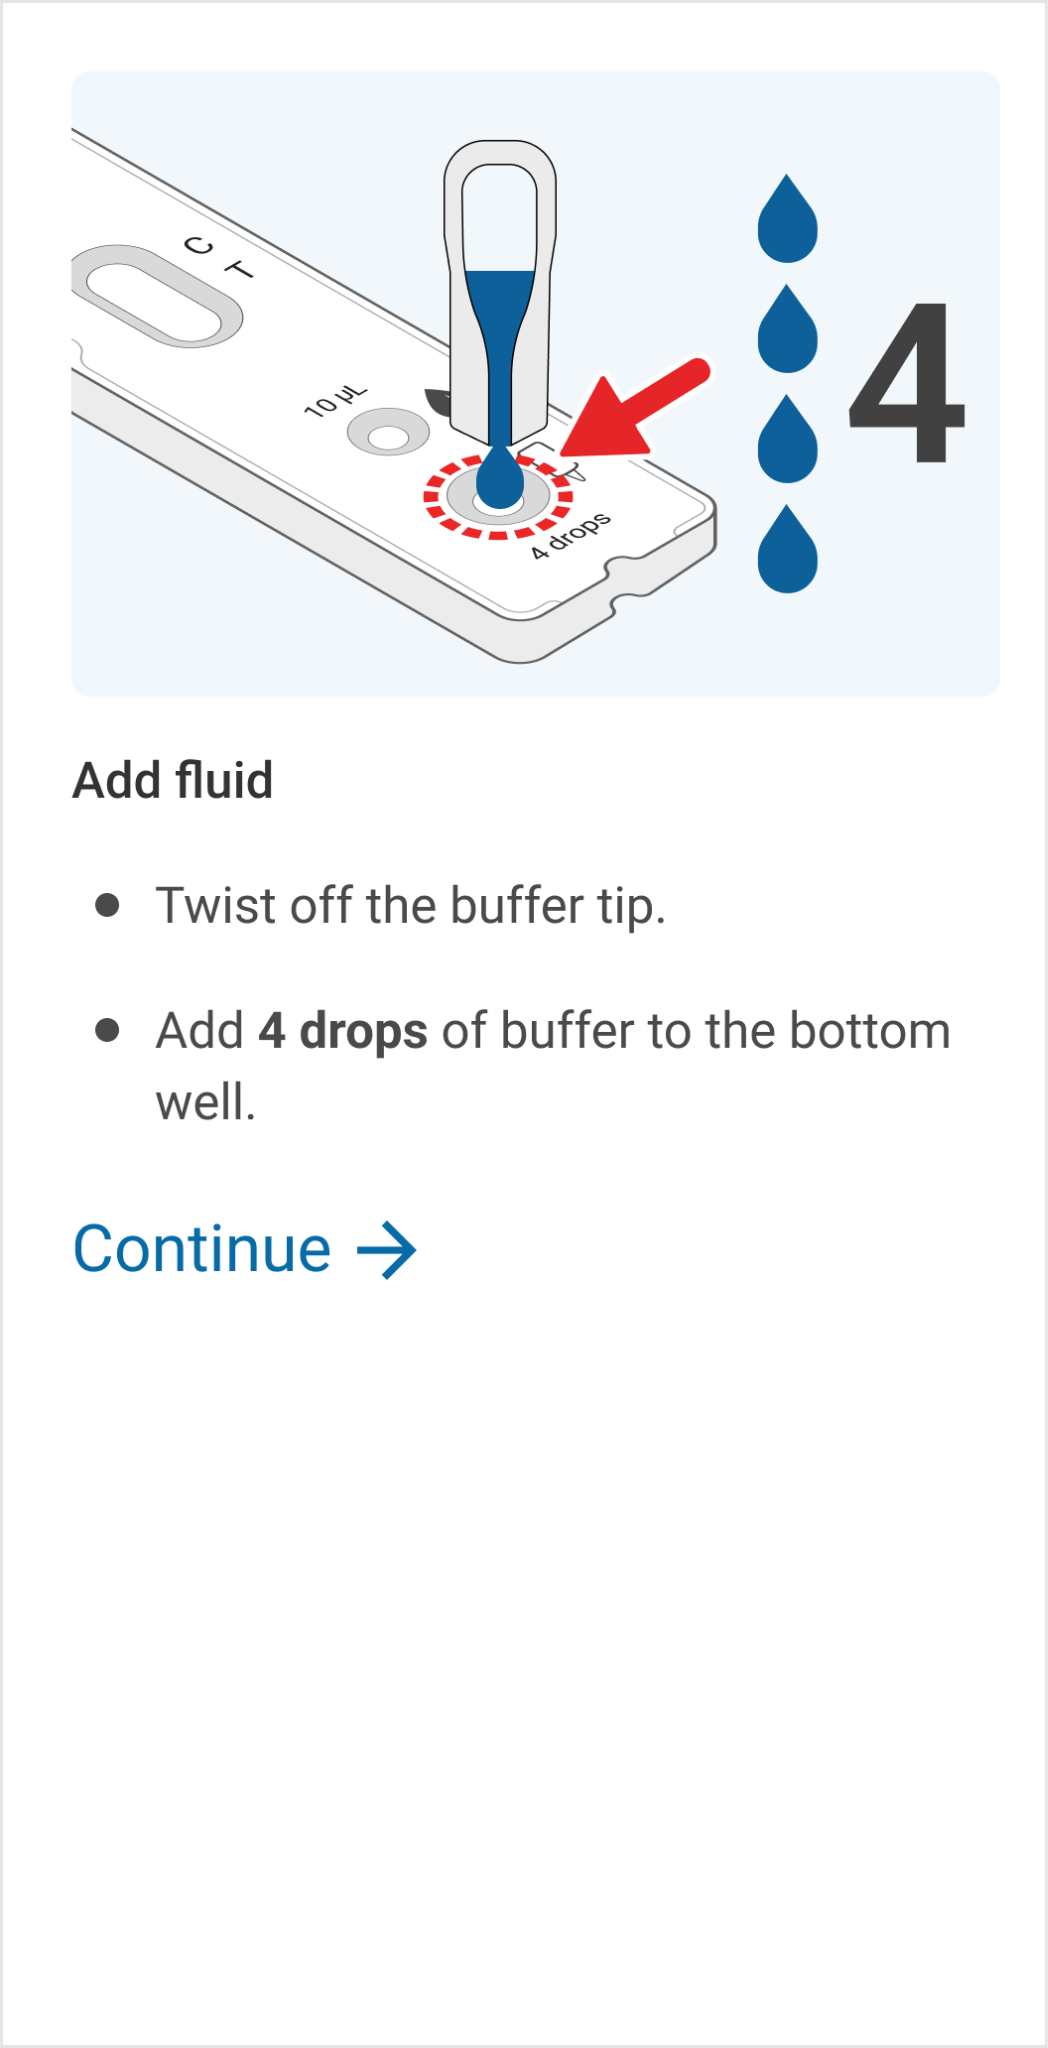 C
T
10 µL
4 drops
4
Add fluid
• Twist off the buffer tip.
• Add 4 drops of buffer to the bottom
well.
Continue →